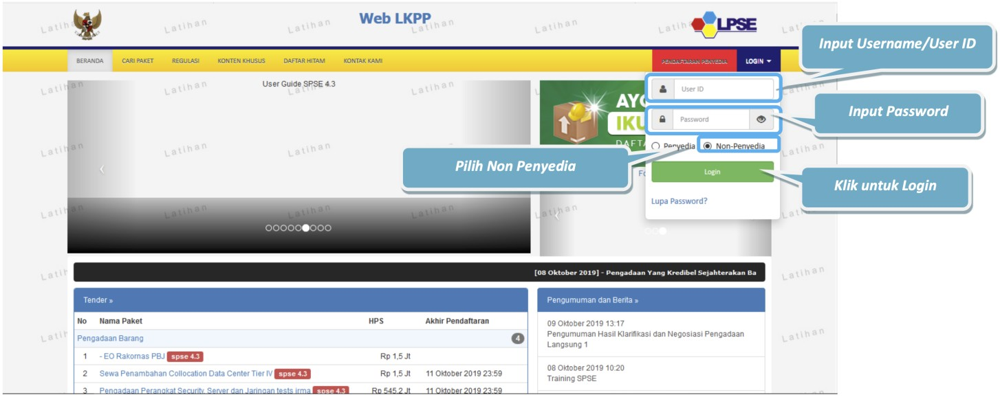 Web LKPP
LPSE
BERANDA CARI PAKET REGULASI KONTEN KHUSUS DAFTAR HITAM KONTAK KAMI PENDAFTARAN PENYEDIA LOGIN
Input Username/User ID
User Guide SPSE 4.3
User ID
Input Password
Password
AYO
DAFTA
Penyedia Non-Penyedia
Pilih Non Penyedia
Login
Klik untuk Login
Lupa Password?
Latihan
[08 Oktober 2019] - Pengadaan Yang Kredibel Sejahterakan Ba
Tender »
No Nama Paket HPS Akhir Pendaftaran
Pengadaan Barang 4
1 - EO Rakornas PBJ spse 4.3 Rp 1,5 Jt
2 Sewa Penambahan Collocation Data Center Tier IV spse 4.3 Rp 1,5 Jt 11 Oktober 2019 23:59
3 Pengadaan Perangkat Security, Server dan Jaringan tests irma spse 4.3 Rp 545,2 Jt 11 Oktober 2019 23:59
Pengumuman dan Berita »
09 Oktober 2019 13:17
Pengumuman Hasil Klarifikasi dan Negosiasi Pengadaan
Langsung 1
08 Oktober 2019 10:20
Training SPSE